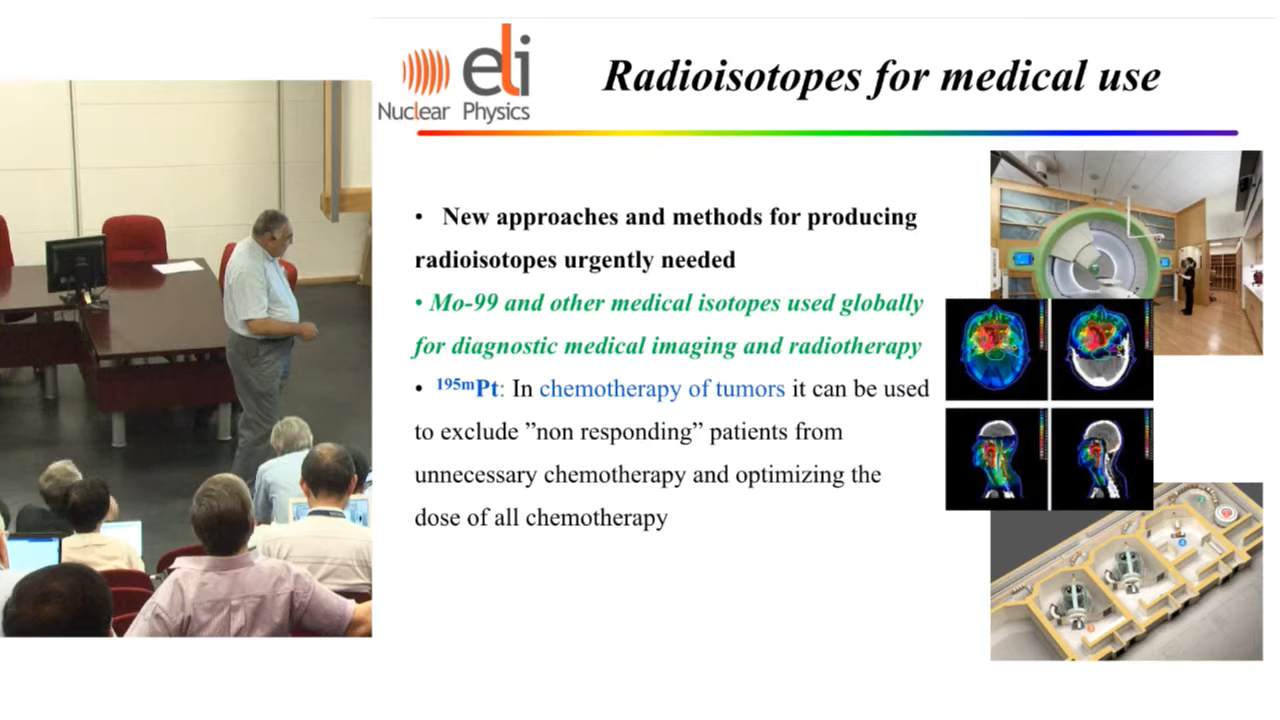 eli
Nuclear Physics
Radioisotopes for medical use
• New approaches and methods for producing
radioisotopes urgently needed
• Mo-99 and other medical isotopes used globally
for diagnostic medical imaging and radiotherapy
• ¹⁹⁵ᵐPt: In chemotherapy of tumors it can be used
to exclude ”non responding” patients from
unnecessary chemotherapy and optimizing the
dose of all chemotherapy